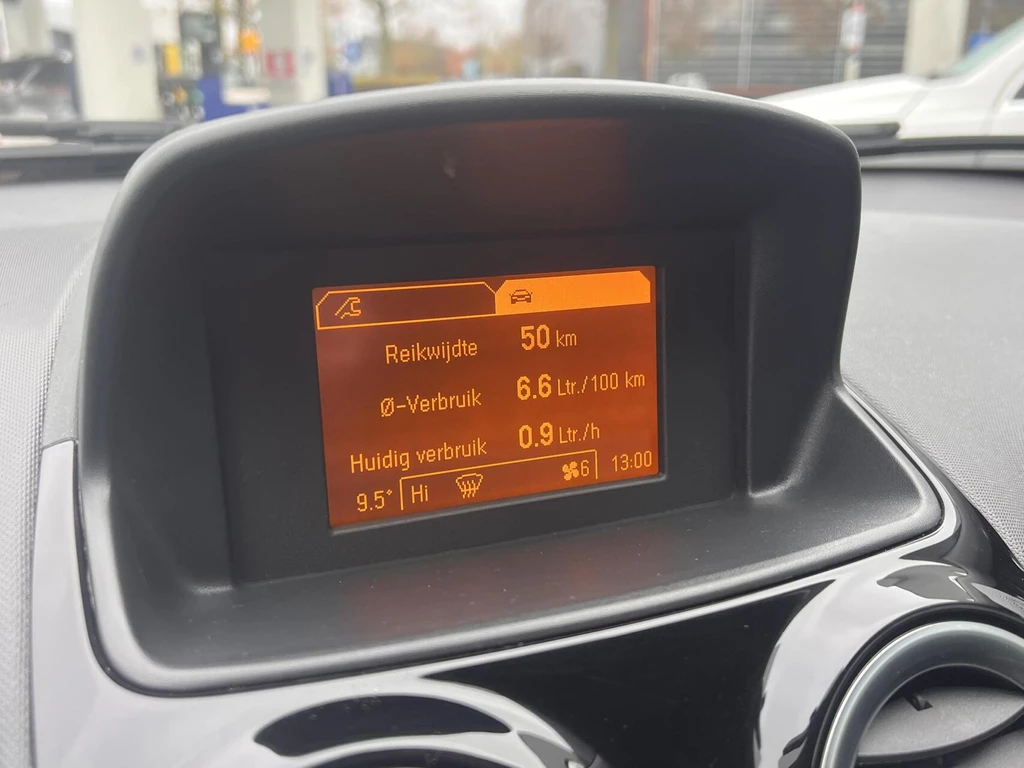 Reikwijdte 50 km
Ø-Verbruik 6.6 Ltr./100 km
Huidig verbruik 0.9 Ltr./h
9.5° Hi 6 13:00